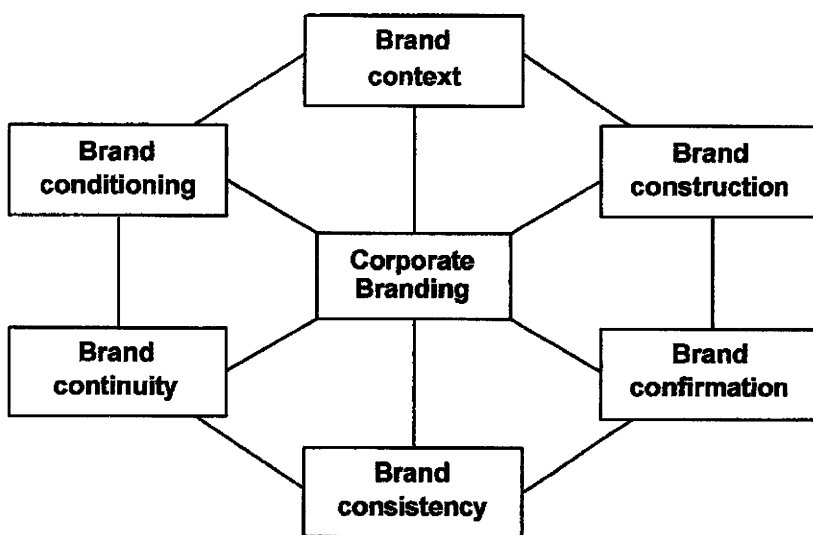 Brand
context
Brand
conditioning
Brand
construction
Corporate
Branding
Brand
continuity
Brand
confirmation
Brand
consistency